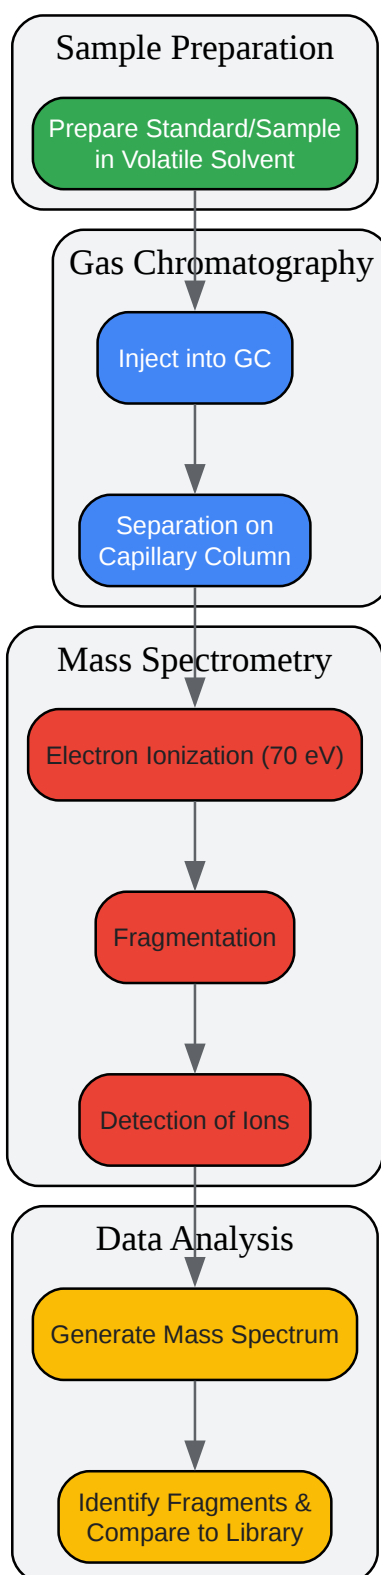 Sample Preparation
Prepare Standard/Sample
in Volatile Solvent
Gas Chromatography
Inject into GC
Separation on
Capillary Column
Mass Spectrometry
Electron Ionization (70 eV)
Fragmentation
Detection of Ions
Data Analysis
Generate Mass Spectrum
Identify Fragments &
Compare to Library